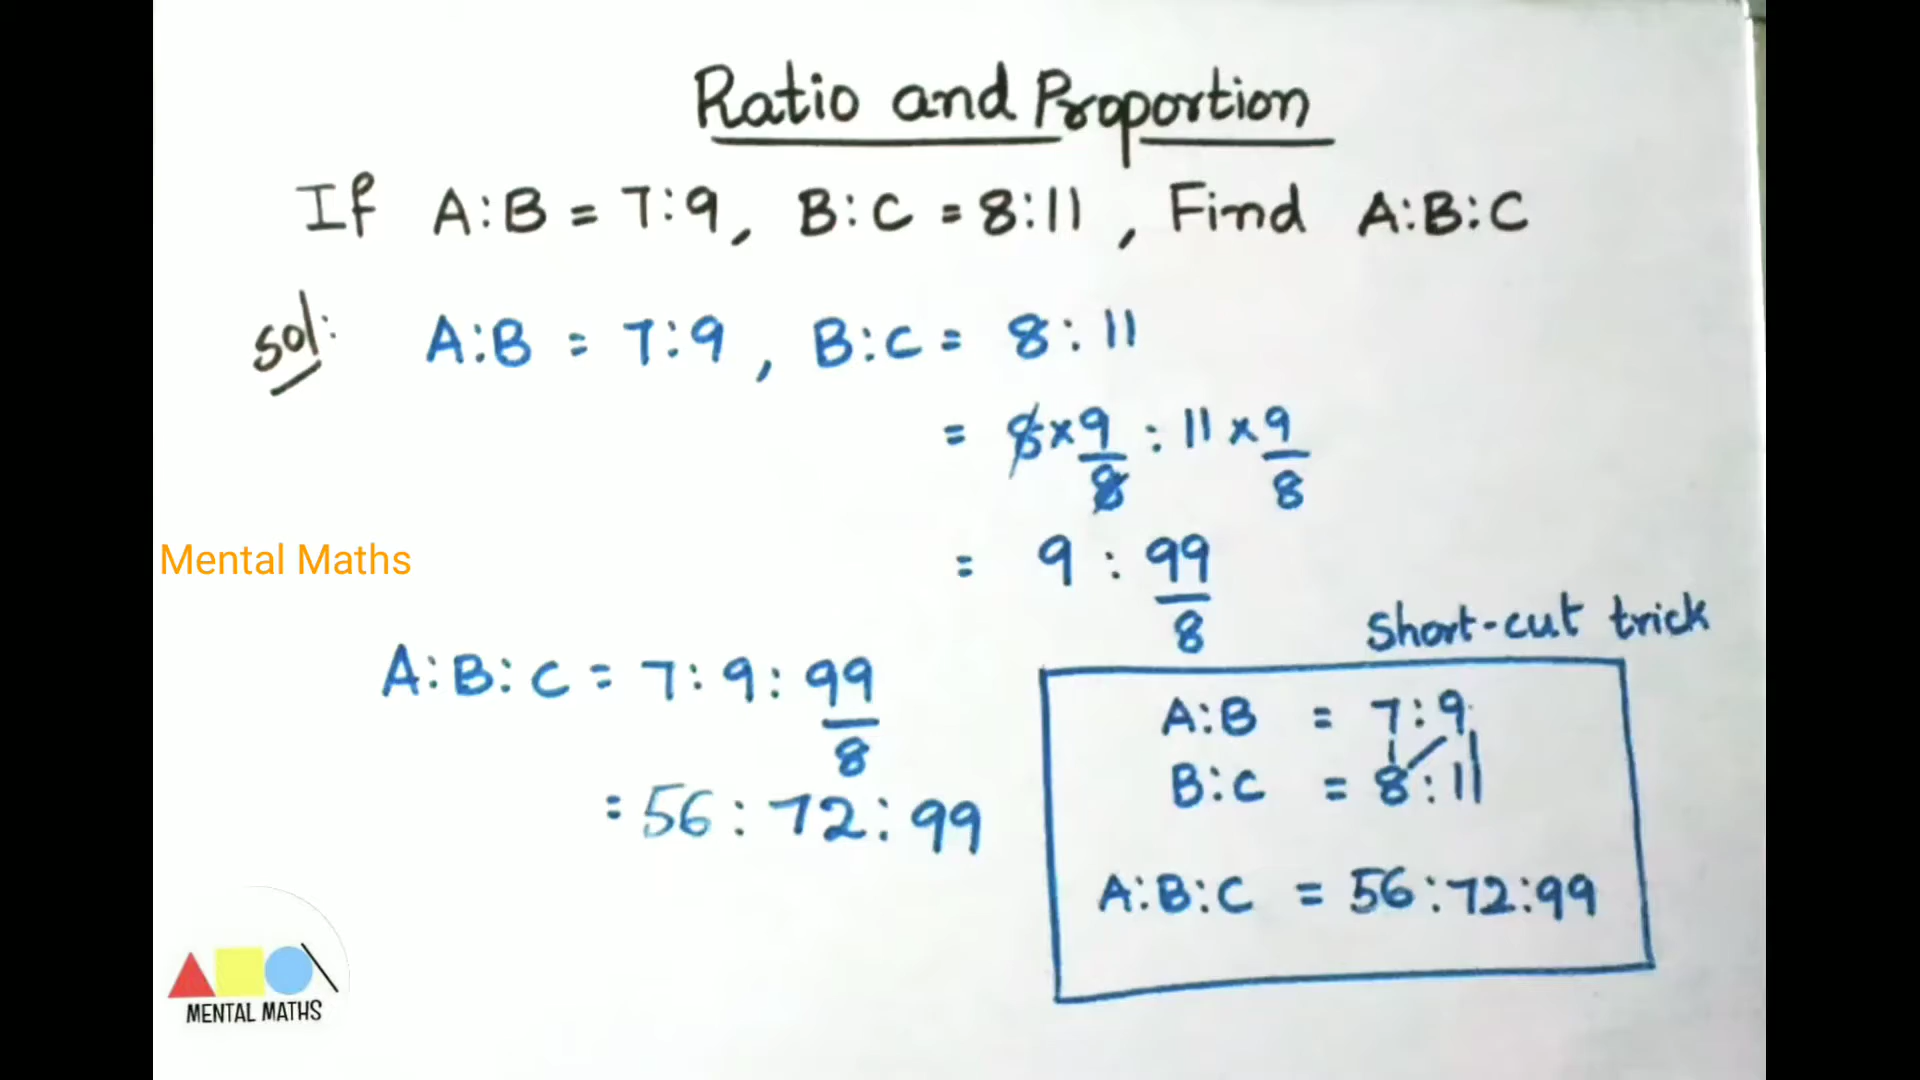 Ratio and Proportion
If A:B = 7:9, B:C = 8:11, Find A:B:C
Sol: A:B = 7:9, B:C = 8:11
= 8×9/8 : 11×9/8
= 9 : 99/8
Mental Maths
A:B:C = 7:9:99/8
= 56:72:99
Short-cut trick
A:B = 7:9
B:C = 8:11
A:B:C = 56:72:99
MENTAL MATHS